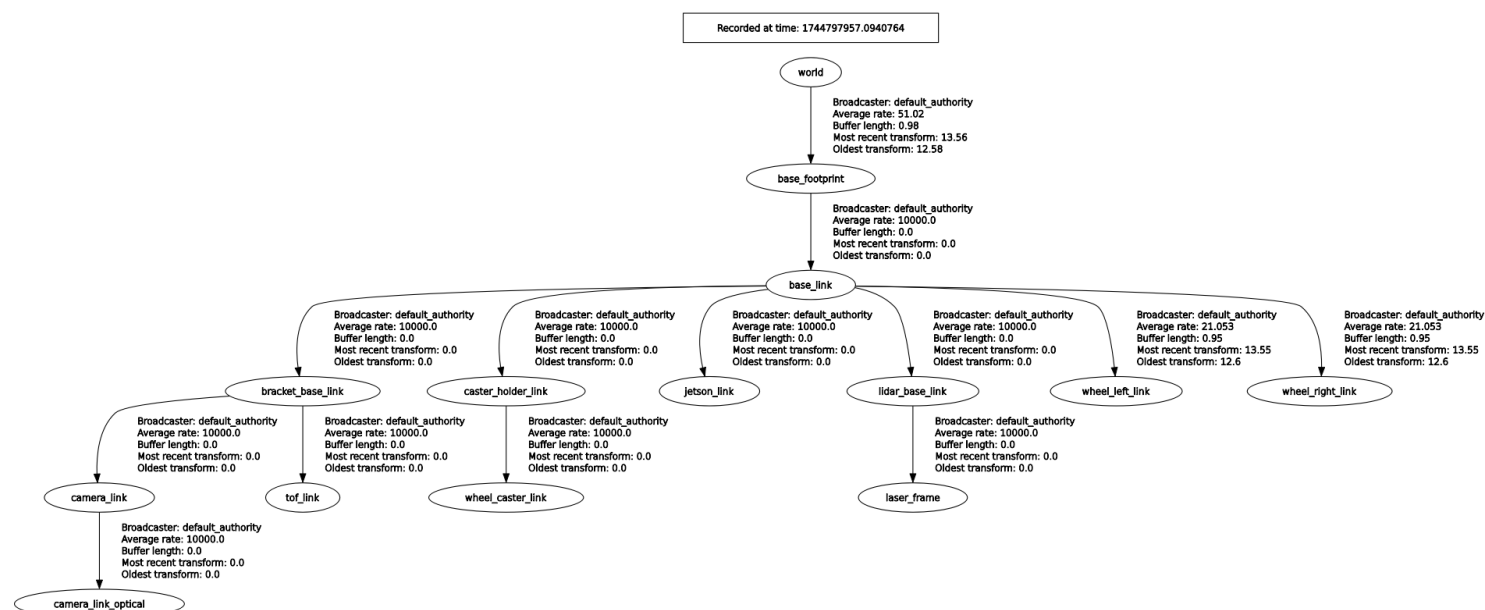 Recorded at time: 1744797957.0940764
world
Broadcaster: default_authority
Average rate: 51.02
Buffer length: 0.98
Most recent transform: 13.56
Oldest transform: 12.58
base_footprint
Broadcaster: default_authority
Average rate: 10000.0
Buffer length: 0.0
Most recent transform: 0.0
Oldest transform: 0.0
base_link
Broadcaster: default_authority
Average rate: 10000.0
Buffer length: 0.0
Most recent transform: 0.0
Oldest transform: 0.0
Broadcaster: default_authority
Average rate: 10000.0
Buffer length: 0.0
Most recent transform: 0.0
Oldest transform: 0.0
Broadcaster: default_authority
Average rate: 10000.0
Buffer length: 0.0
Most recent transform: 0.0
Oldest transform: 0.0
Broadcaster: default_authority
Average rate: 10000.0
Buffer length: 0.0
Most recent transform: 0.0
Oldest transform: 0.0
Broadcaster: default_authority
Average rate: 21.053
Buffer length: 0.95
Most recent transform: 13.55
Oldest transform: 12.6
Broadcaster: default_authority
Average rate: 21.053
Buffer length: 0.95
Most recent transform: 13.55
Oldest transform: 12.6
bracket_base_link
caster_holder_link
jetson_link
lidar_base_link
wheel_left_link
wheel_right_link
Broadcaster: default_authority
Average rate: 10000.0
Buffer length: 0.0
Most recent transform: 0.0
Oldest transform: 0.0
Broadcaster: default_authority
Average rate: 10000.0
Buffer length: 0.0
Most recent transform: 0.0
Oldest transform: 0.0
Broadcaster: default_authority
Average rate: 10000.0
Buffer length: 0.0
Most recent transform: 0.0
Oldest transform: 0.0
Broadcaster: default_authority
Average rate: 10000.0
Buffer length: 0.0
Most recent transform: 0.0
Oldest transform: 0.0
camera_link
tof_link
wheel_caster_link
laser_frame
Broadcaster: default_authority
Average rate: 10000.0
Buffer length: 0.0
Most recent transform: 0.0
Oldest transform: 0.0
camera_link_optical